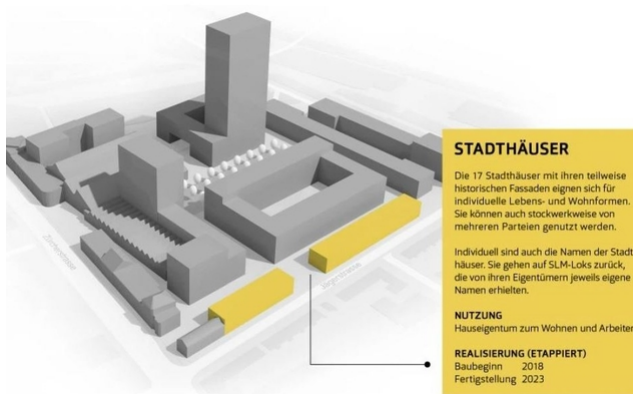 STADTHÄUSER
Die 17 Stadthäuser mit ihren teilweise
historischen Fassaden eignen sich für
individuelle Lebens- und Wohnformen.
Sie können auch stockwerkweise von
mehreren Parteien genutzt werden.
Individuell sind auch die Namen der Stadt
häuser. Sie gehen auf SLM-Loks zurück,
die von ihren Eigentümern jeweils eigene
Namen erhielten.
NUTZUNG
Hauseigentum zum Wohnen und Arbeiten
REALISIERUNG (ETAPPIERT)
Baubeginn 2018
Fertigstellung 2023